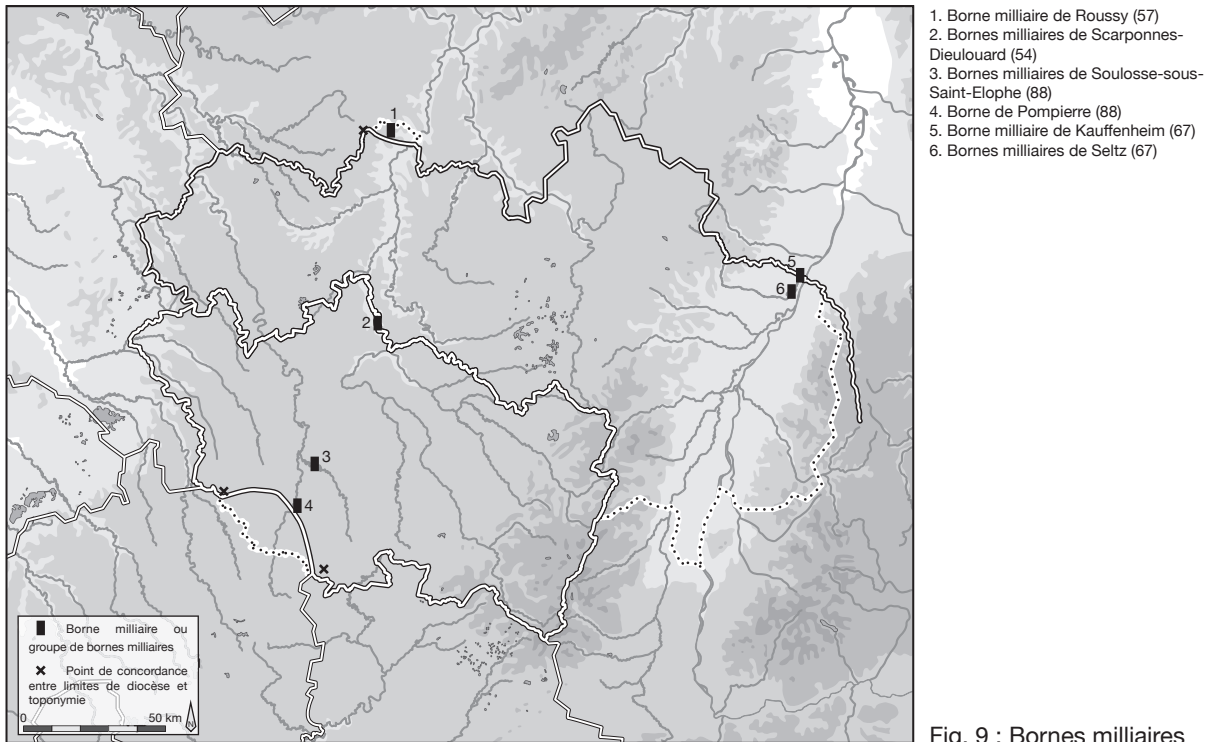 1. Borne milliaire de Roussy (57)
2. Bornes milliaires de Scarponnes-
Dieulouard (54)
3. Bornes milliaires de Soulosse-sous-
Saint-Elophe (88)
4. Borne de Pompierre (88)
5. Borne milliaire de Kauffenheim (67)
6. Bornes milliaires de Seltz (67)
1
5
6
2
3
4
Borne milliaire ou
groupe de bornes milliaires
Point de concordance
entre limites de diocèse et
toponymie
0 50 km
N
Fig. 9 : Bornes milliaires